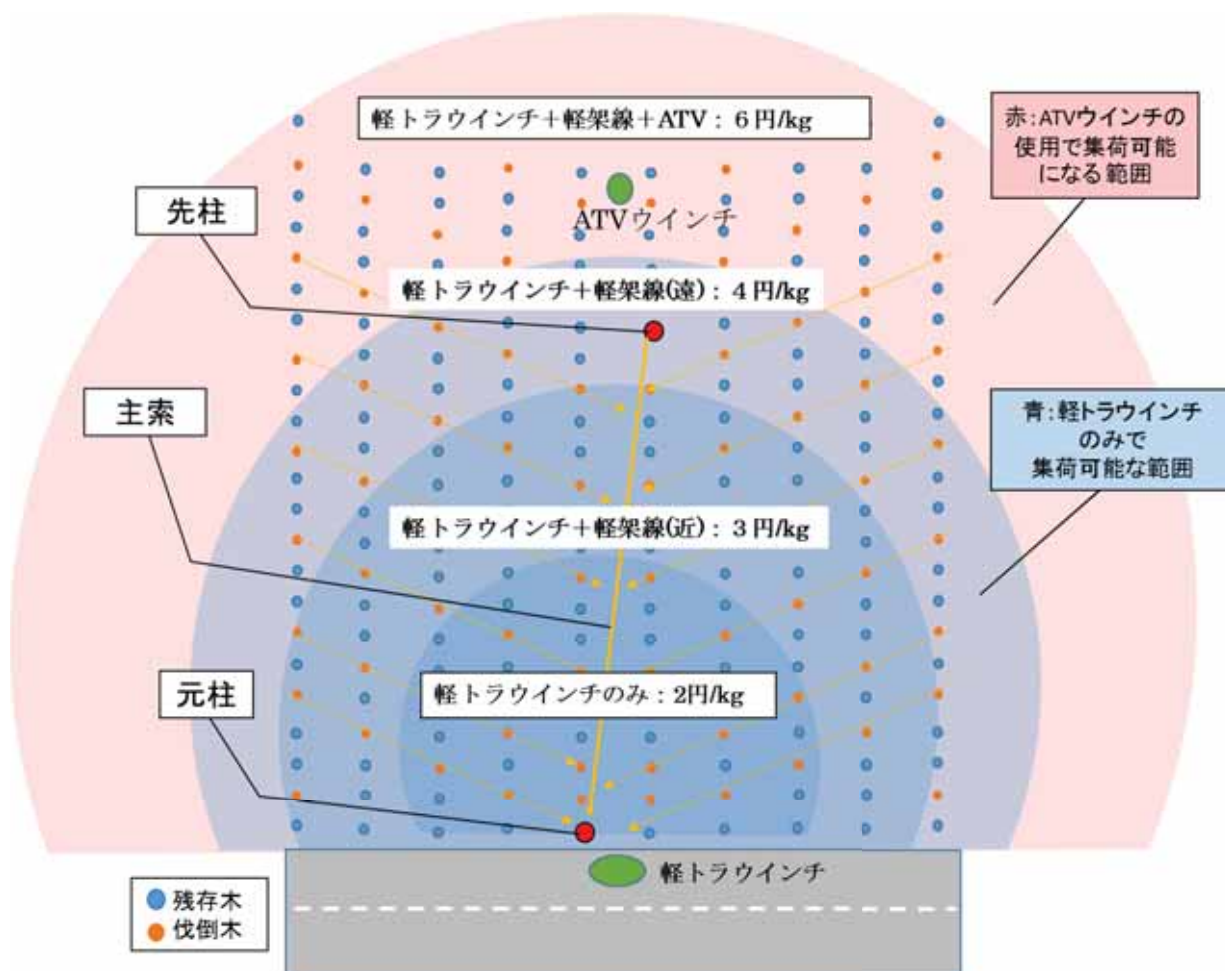 軽トラウインチ＋軽架線＋ATV：６円/kg
赤：ATVウインチの
使用で集荷可能
になる範囲
先柱
ATVウインチ
軽トラウインチ＋軽架線(遠)：４円/kg
主索
青：軽トラウインチ
のみで
集荷可能な範囲
軽トラウインチ＋軽架線(近)：３円/kg
元柱
軽トラウインチのみ：2円/kg
軽トラウインチ
残存木
伐倒木